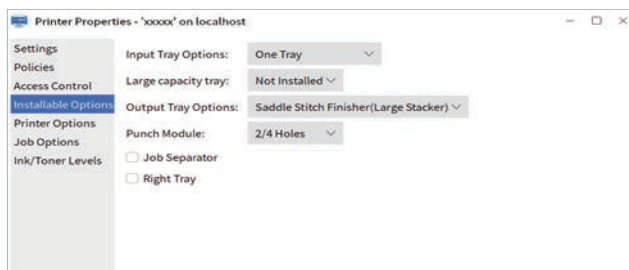 Printer Properties - 'xxxxx' on localhost
Settings
Policies
Access Control
Installable Options
Printer Options
Job Options
Ink/Toner Levels
Input Tray Options: One Tray
Large capacity tray: Not Installed
Output Tray Options: Saddle Stitch Finisher(Large Stacker)
Punch Module: 2/4 Holes
Job Separator
Right Tray